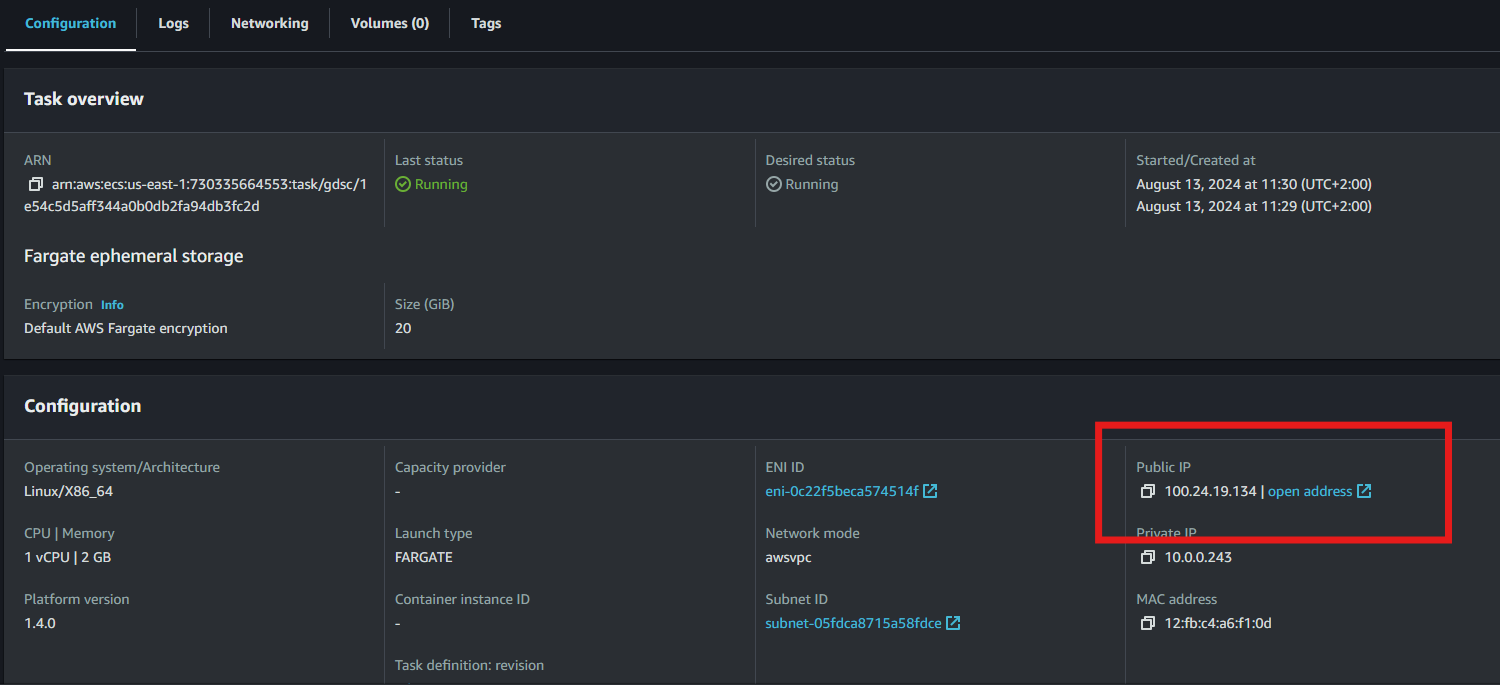 Configuration
Logs
Networking
Volumes (0)
Tags
Task overview
ARN
arn:aws:ecs:us-east-1:730335664553:task/gdsc/1
e54c5d5aff344a0b0db2fa94db3fc2d
Last status
Running
Desired status
Running
Started/Created at
August 13, 2024 at 11:30 (UTC+2:00)
August 13, 2024 at 11:29 (UTC+2:00)
Fargate ephemeral storage
Encryption Info
Default AWS Fargate encryption
Size (GiB)
20
Configuration
Operating system/Architecture
Linux/X86_64
CPU | Memory
1 vCPU | 2 GB
Platform version
1.4.0
Capacity provider
-
Launch type
FARGATE
Container instance ID
-
Task definition: revision
ENI ID
eni-0c22f5beca574514f
Network mode
awsvpc
Subnet ID
subnet-05fdca8715a58fdce
Public IP
100.24.19.134 | open address
Private IP
10.0.0.243
MAC address
12:fb:c4:a6:f1:0d